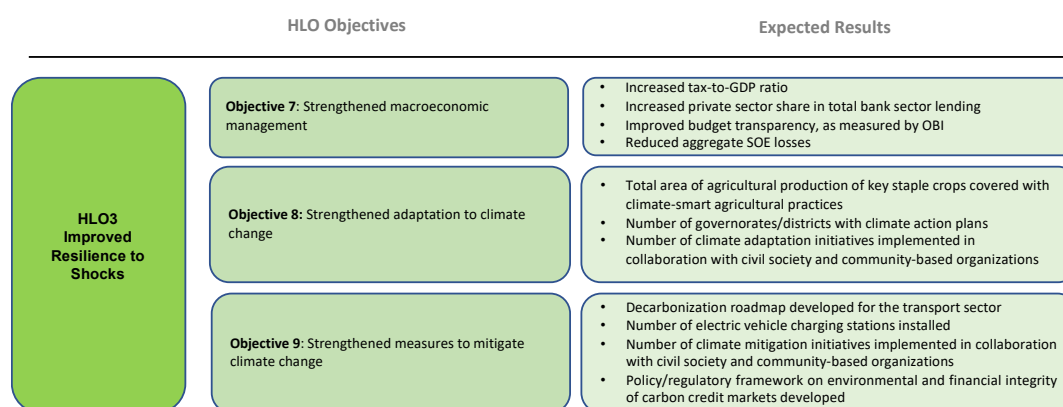 HLO Objectives
Expected Results
HLO3
Improved
Resilience to
Shocks
Objective 7: Strengthened macroeconomic
management
• Increased tax-to-GDP ratio
• Increased private sector share in total bank sector lending
• Improved budget transparency, as measured by OBI
• Reduced aggregate SOE losses
Objective 8: Strengthened adaptation to climate
change
• Total area of agricultural production of key staple crops covered with
climate-smart agricultural practices
• Number of governorates/districts with climate action plans
• Number of climate adaptation initiatives implemented in
collaboration with civil society and community-based organizations
Objective 9: Strengthened measures to mitigate
climate change
• Decarbonization roadmap developed for the transport sector
• Number of electric vehicle charging stations installed
• Number of climate mitigation initiatives implemented in collaboration
with civil society and community-based organizations
• Policy/regulatory framework on environmental and financial integrity
of carbon credit markets developed